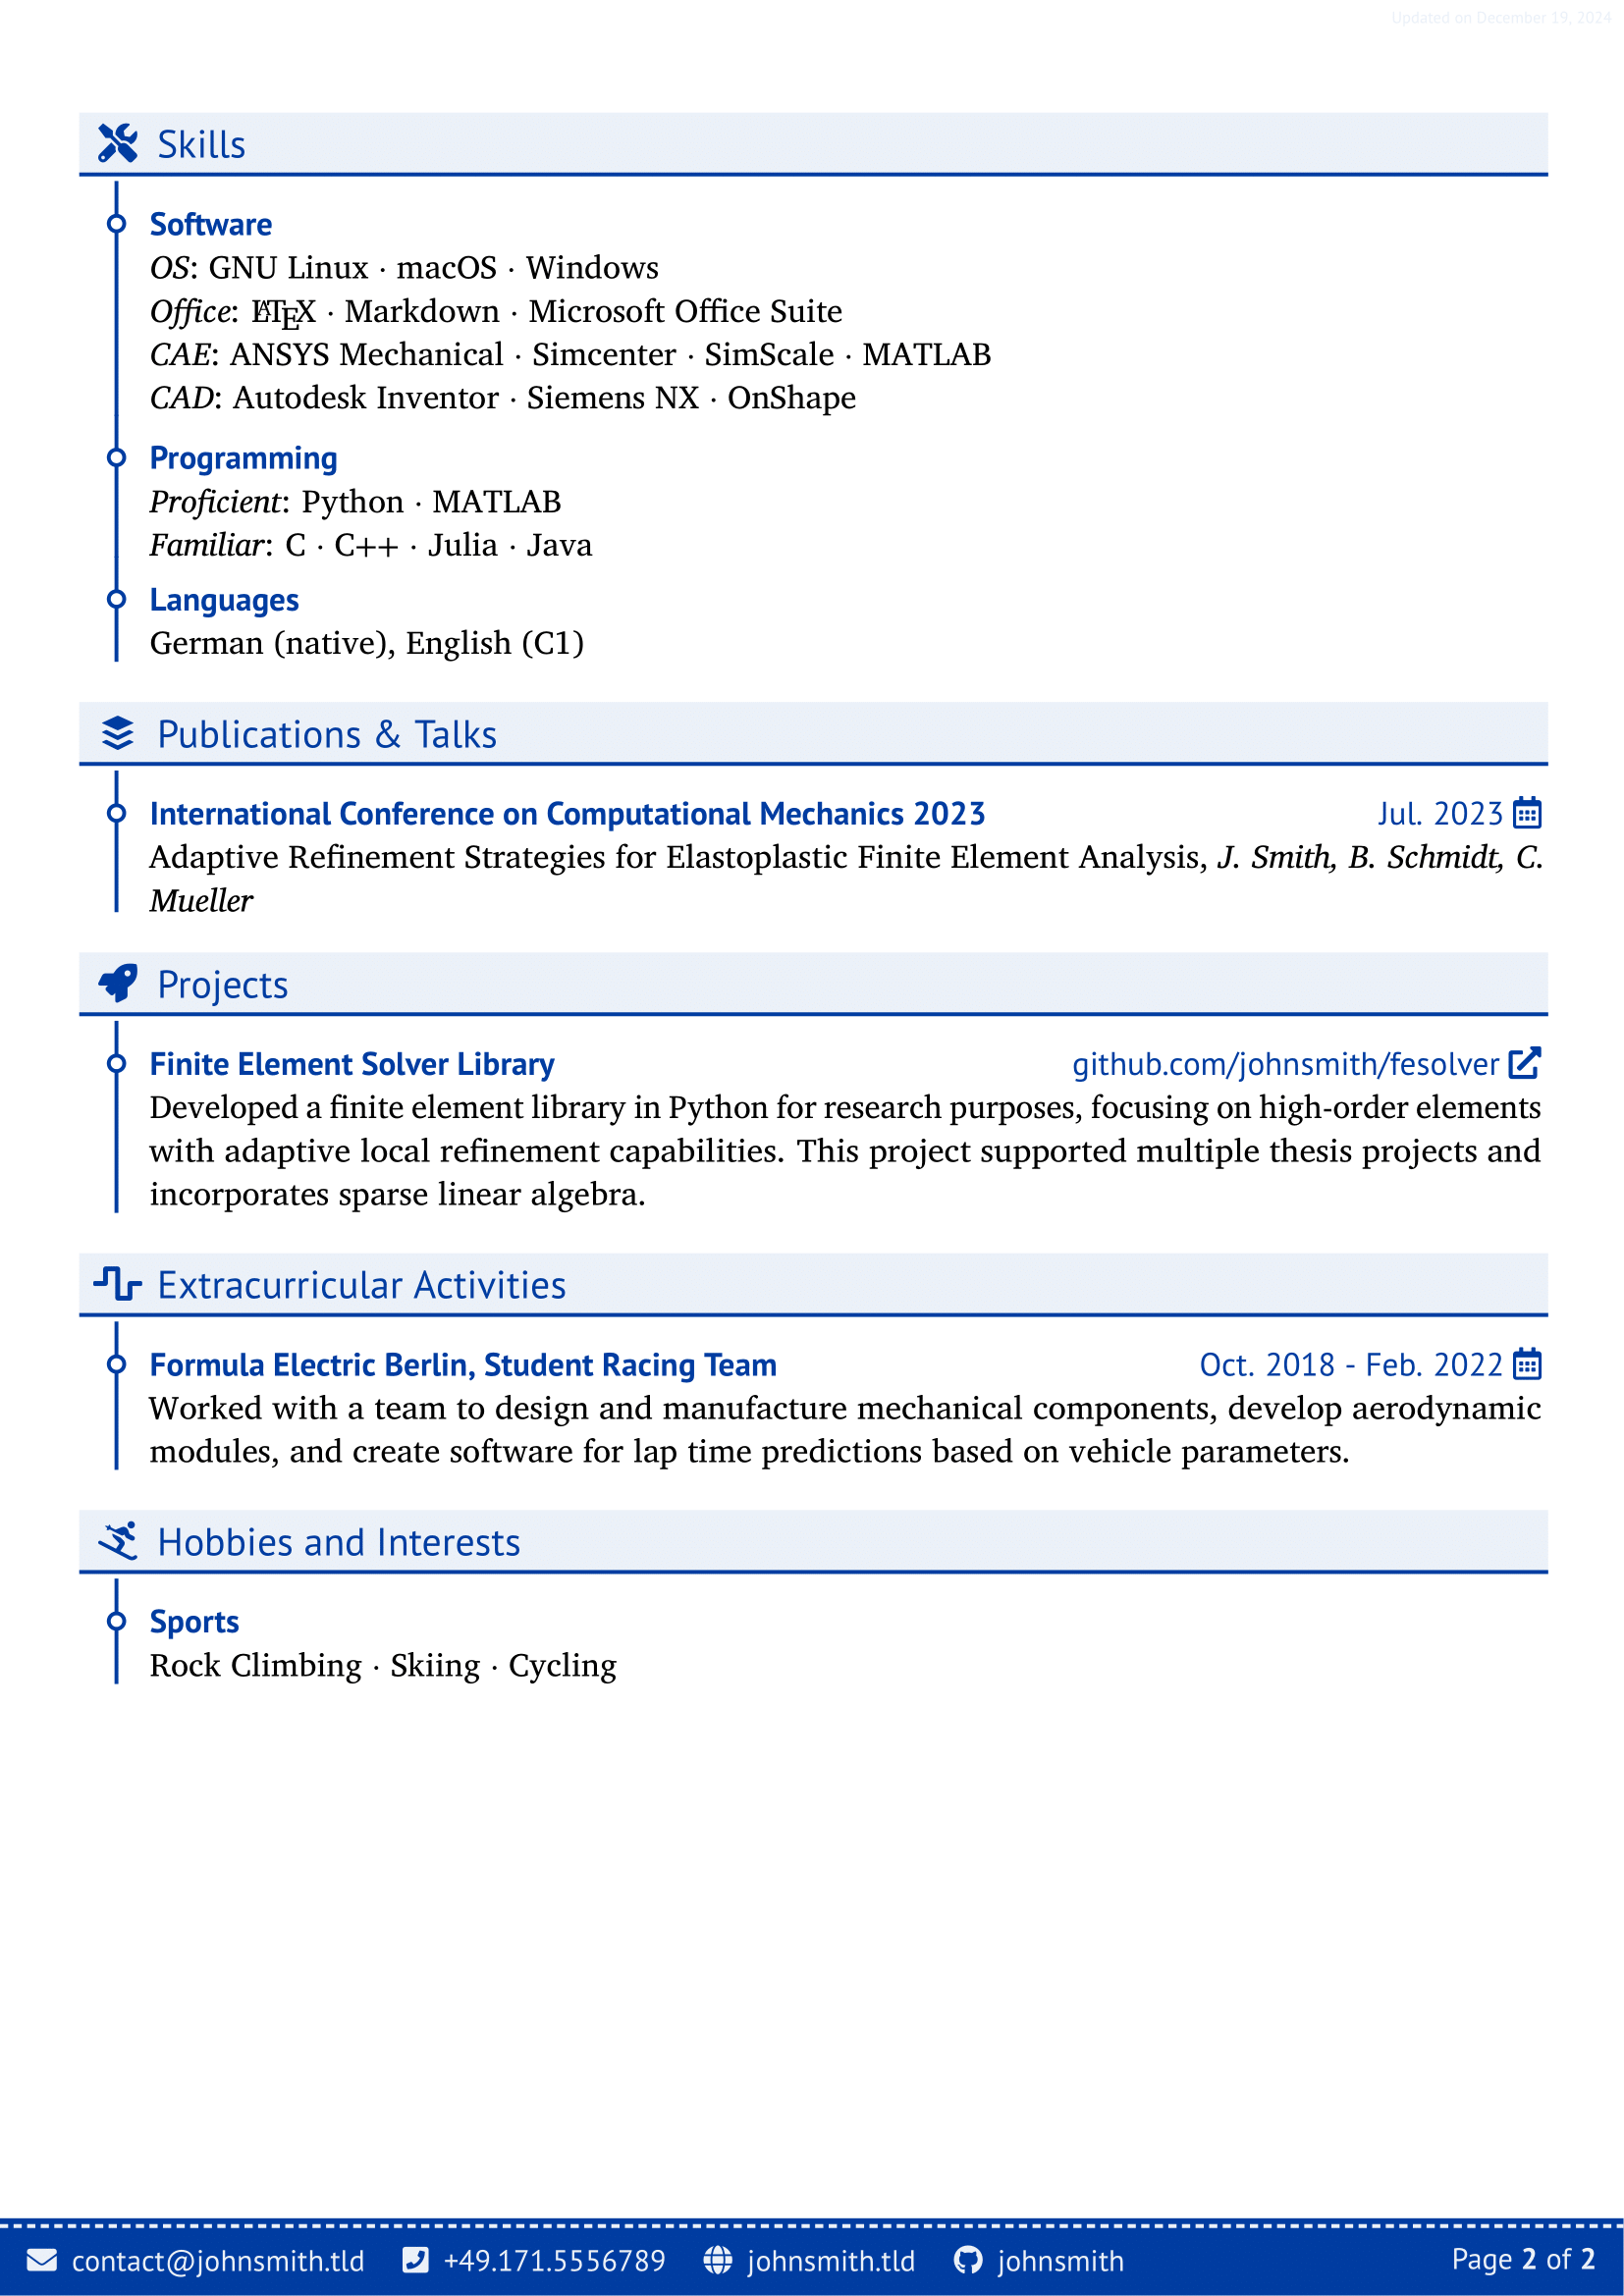 Updated on December 19, 2024
Skills
Software
OS: GNU Linux · macOS · Windows
Office: LATEX · Markdown · Microsoft Office Suite
CAE: ANSYS Mechanical · Simcenter · SimScale · MATLAB
CAD: Autodesk Inventor · Siemens NX · OnShape
Programming
Proficient: Python · MATLAB
Familiar: C · C++ · Julia · Java
Languages
German (native), English (C1)
Publications & Talks
International Conference on Computational Mechanics 2023 Jul. 2023
Adaptive Refinement Strategies for Elastoplastic Finite Element Analysis, J. Smith, B. Schmidt, C.
Mueller
Projects
Finite Element Solver Library github.com/johnsmith/fesolver
Developed a finite element library in Python for research purposes, focusing on high-order elements
with adaptive local refinement capabilities. This project supported multiple thesis projects and
incorporates sparse linear algebra.
Extracurricular Activities
Formula Electric Berlin, Student Racing Team Oct. 2018 - Feb. 2022
Worked with a team to design and manufacture mechanical components, develop aerodynamic
modules, and create software for lap time predictions based on vehicle parameters.
Hobbies and Interests
Sports
Rock Climbing · Skiing · Cycling
contact@johnsmith.tld +49.171.5556789 johnsmith.tld johnsmith Page 2 of 2